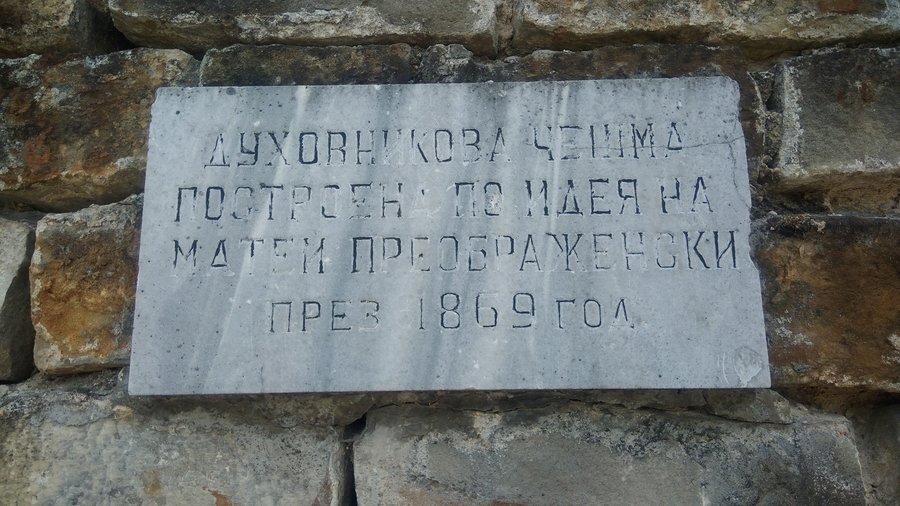 ДУХОВНИКОВА ЧЕШМА
ПОСТРОЕНА ПО ИДЕЯ НА
МАТЕЙ ПРЕОБРАЖЕНСКИ
ПРЕЗ 1869 ГОД